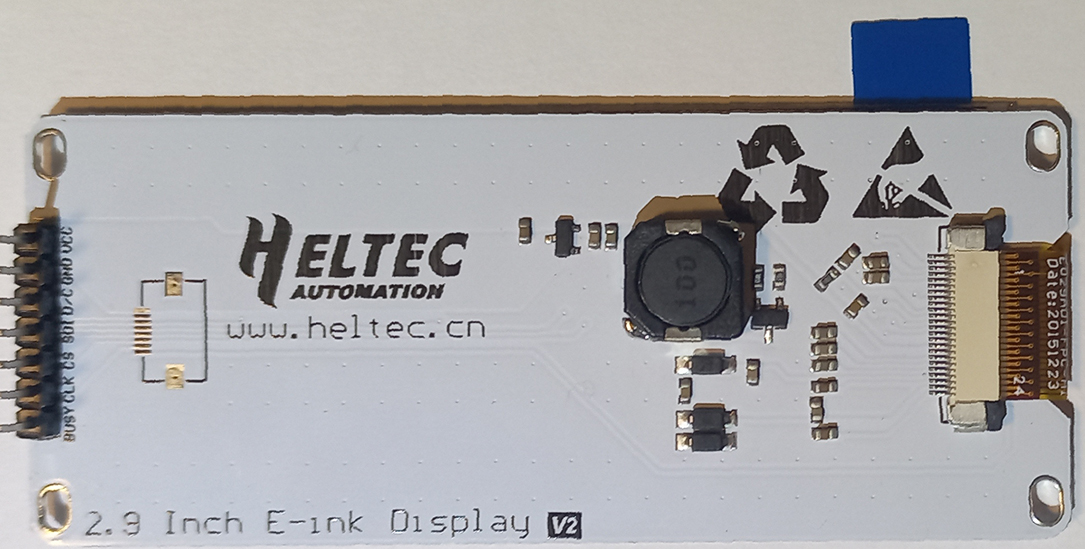 VCC
GND
D/C
SDI
CS
CLK
BUSY
HELTEC
AUTOMATION
www.heltec.cn
100
1
24
Date:20151223
2.9 Inch E-ink Display V2